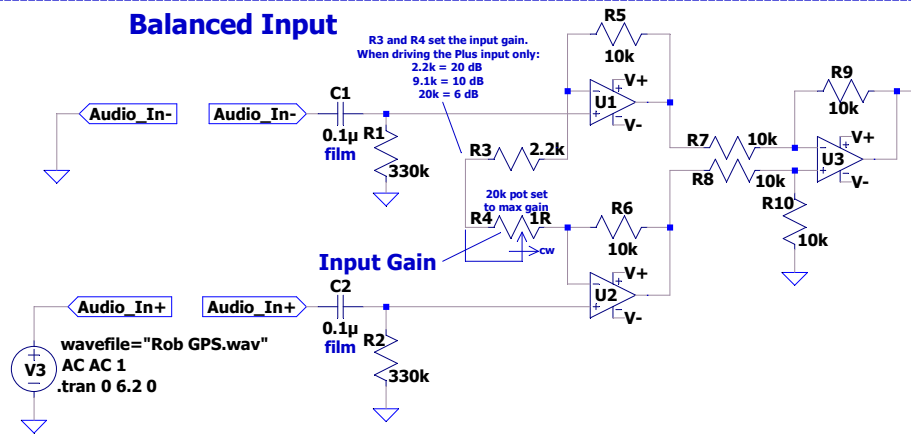 Balanced Input
R3 and R4 set the input gain.
When driving the Plus input only:
2.2k = 20 dB
9.1k = 10 dB
20k = 6 dB
R5
10k
V+
U1
V-
R9
10k
Audio_In-
Audio_In-
C1
0.1µ
film
R1
330k
R3
2.2k
R7
10k
R8
10k
V+
U3
V-
R10
10k
20k pot set
to max gain
R4
1R
cw
R6
10k
Input Gain
V+
U2
V-
Audio_In+
Audio_In+
C2
0.1µ
film
R2
330k
V3
wavefile="Rob GPS.wav"
AC AC 1
.tran 0 6.2 0